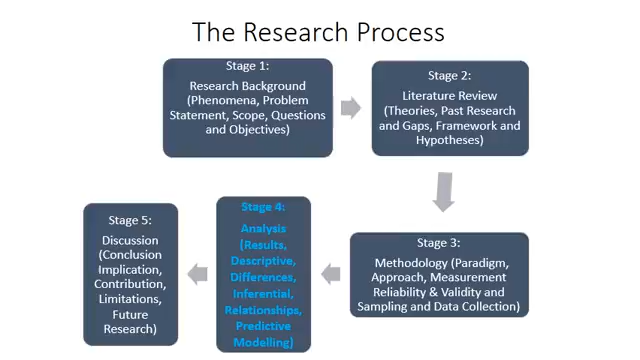 The Research Process
Stage 1:
Research Background
(Phenomena, Problem
Statement, Scope, Questions
and Objectives)
Stage 2:
Literature Review
(Theories, Past Research
and Gaps, Framework and
Hypotheses)
Stage 3:
Methodology (Paradigm,
Approach, Measurement
Reliability & Validity and
Sampling and Data Collection)
Stage 4:
Analysis
(Results,
Descriptive,
Differences,
Inferential,
Relationships,
Predictive
Modelling)
Stage 5:
Discussion
(Conclusion
Implication,
Contribution,
Limitations,
Future
Research)